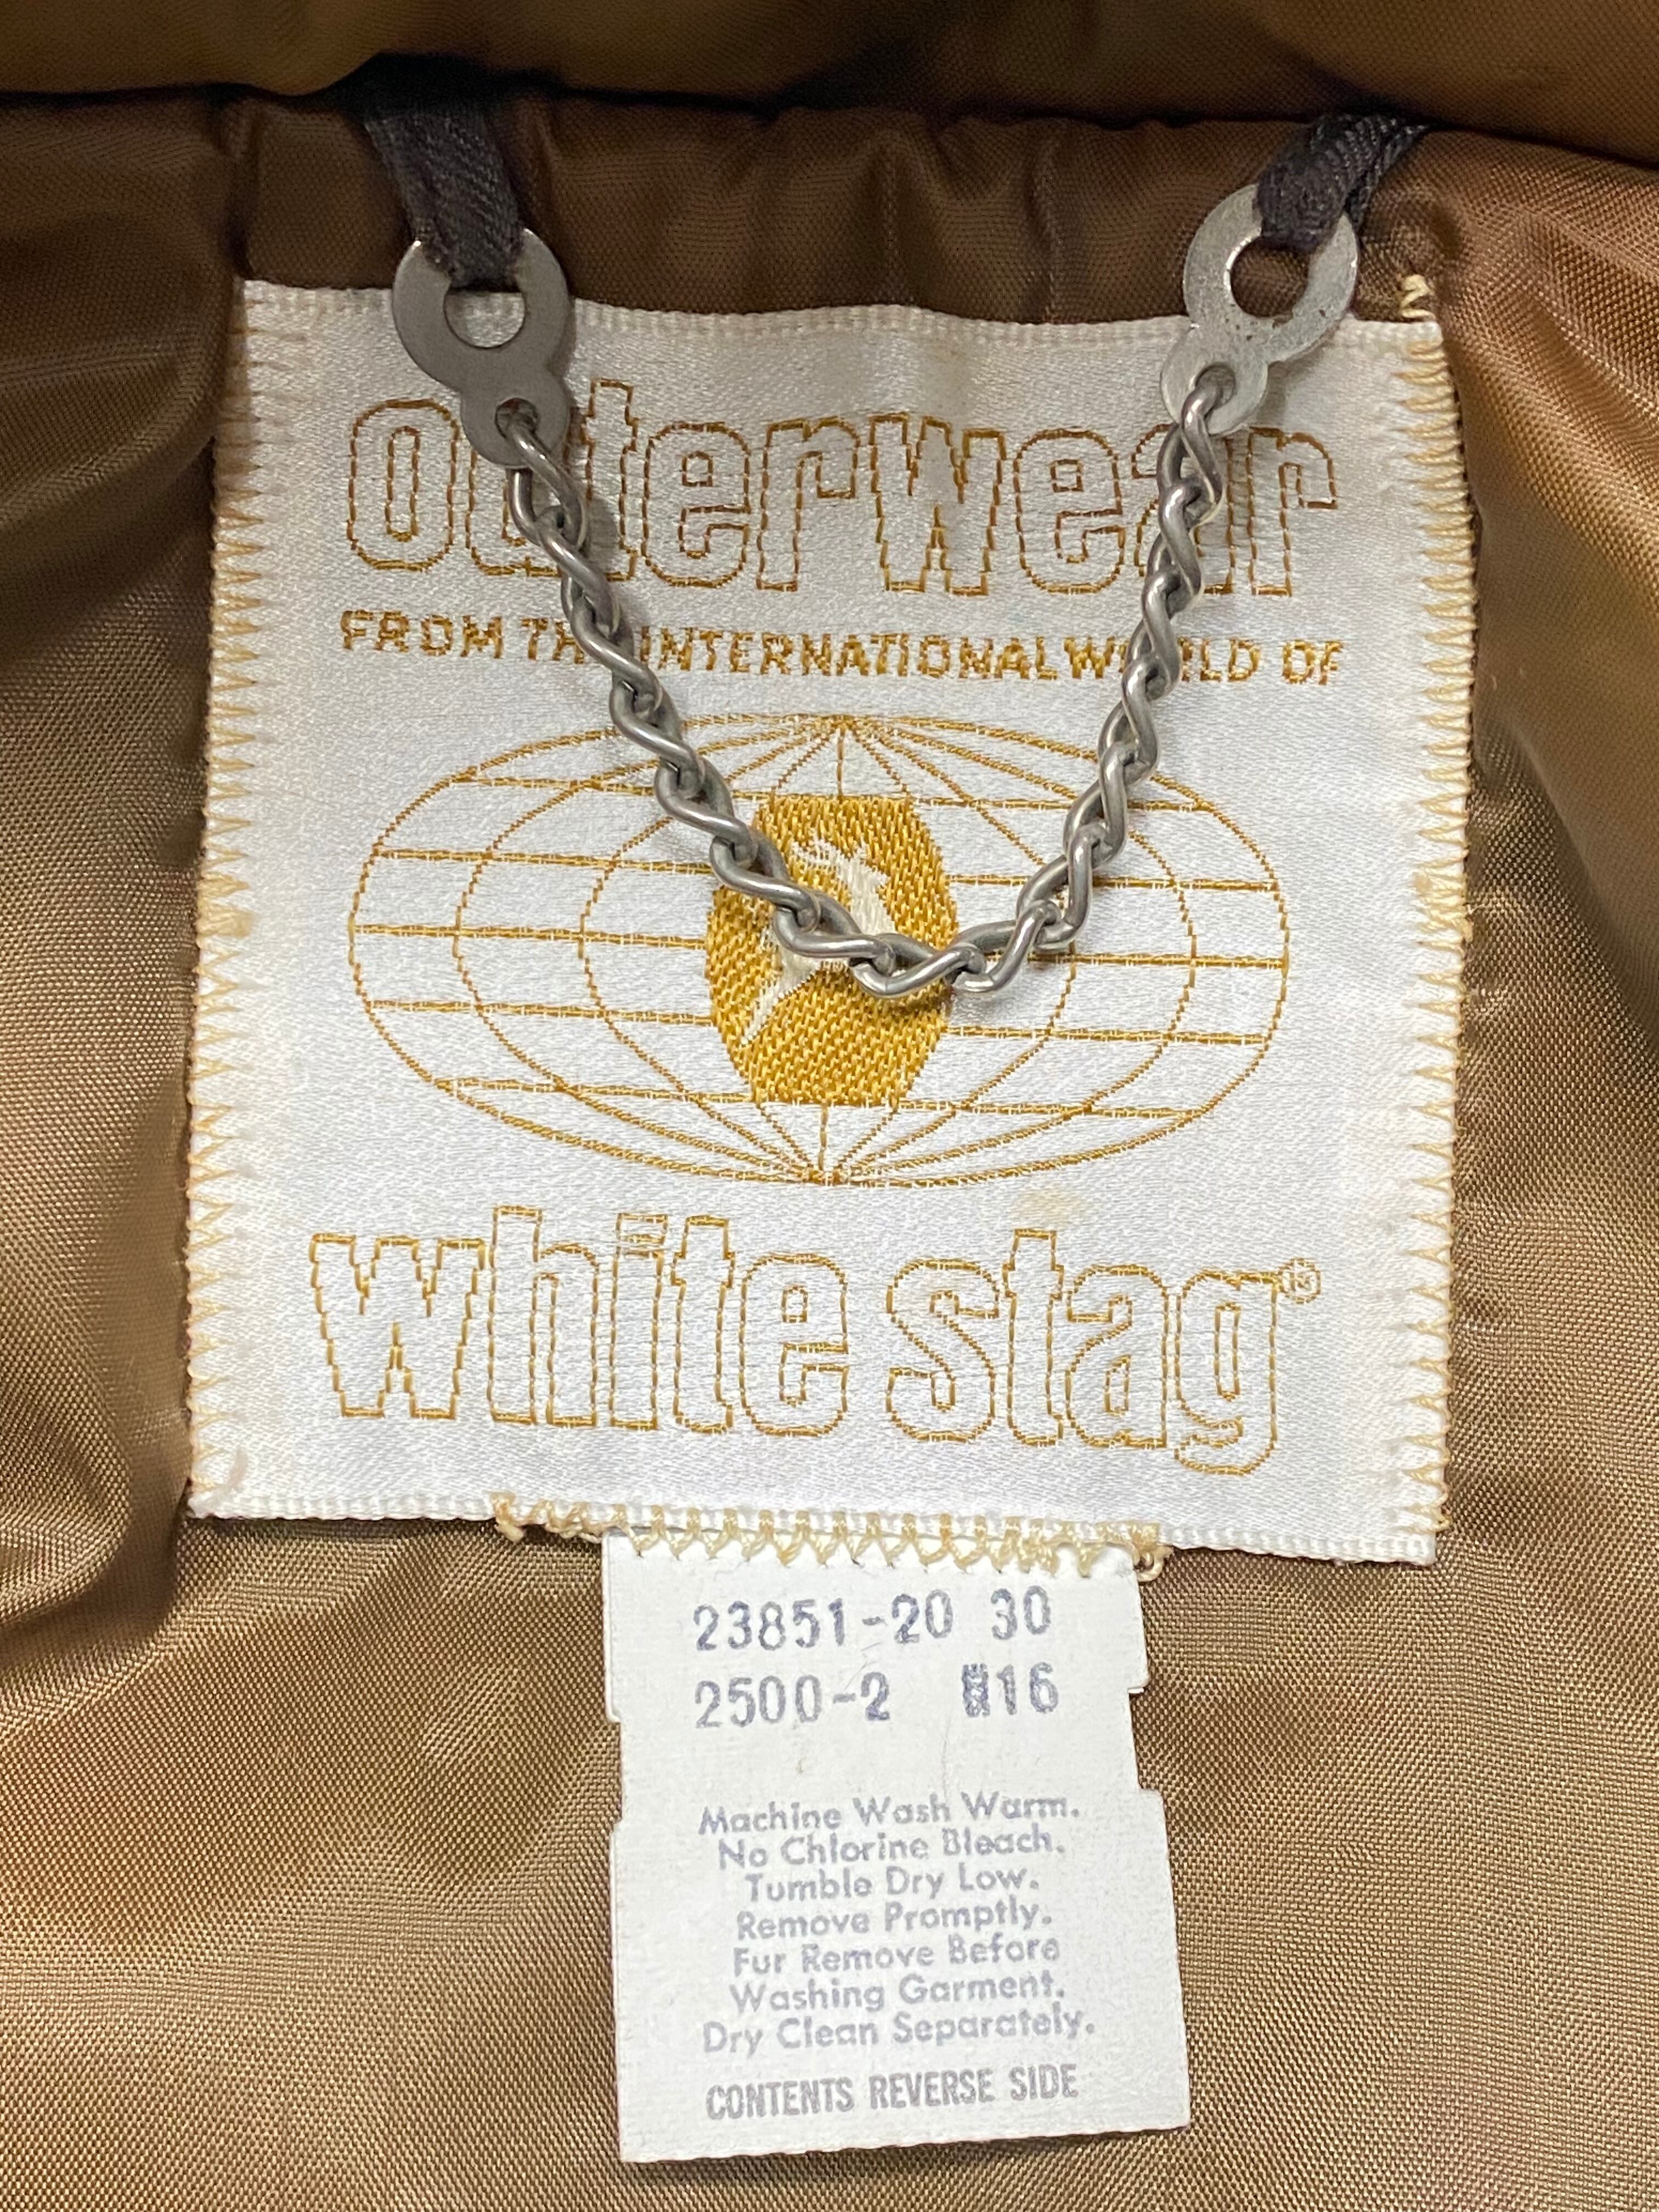 outerwear
FROM THE INTERNATIONAL WORLD OF
white stag®
23851-20 30
2500-2 16
Machine Wash Warm.
No Chlorine Bleach.
Tumble Dry Low.
Remove Promptly.
Fur Remove Before
Washing Garment.
Dry Clean Separately.
CONTENTS REVERSE SIDE